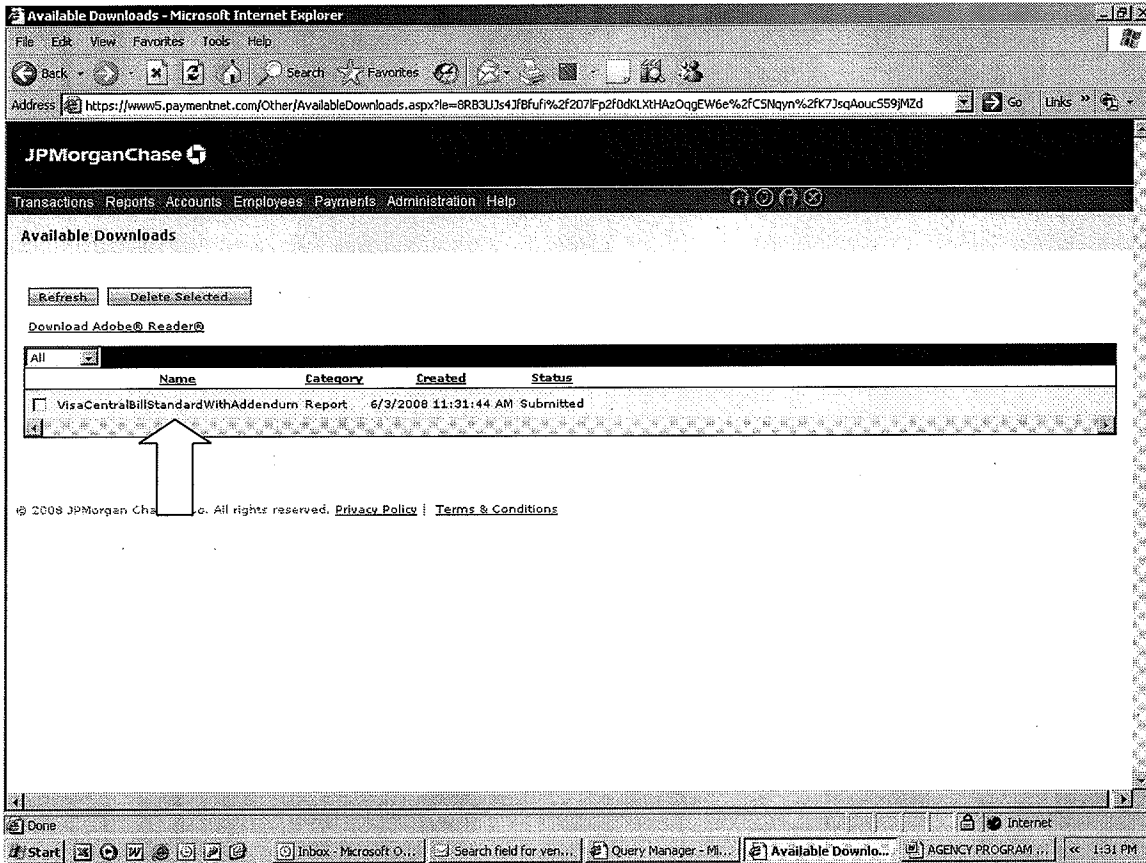 Available Downloads - Microsoft Internet Explorer
File Edit View Favorites Tools Help
Back Search Favorites
Address https://www5.paymentnet.com/Other/AvailableDownloads.aspx?le= Go Links »
JPMorganChase
Transactions Reports Accounts Employees Payments Administration Help
Available Downloads
Refresh Delete Selected
Download Adobe® Reader®
All
Name Category Created Status
VisaCentralBillStandardWithAddendum Report 6/3/2008 11:31:44 AM Submitted
© 2008 JPMorgan Cha o. All rights reserved. Privacy Policy | Terms & Conditions
Done Internet
Start Inbox - Microsoft O... Search field for ven... Query Manager - Mi... Available Downlo... AGENCY PROGRAM ... « 1:31 PM